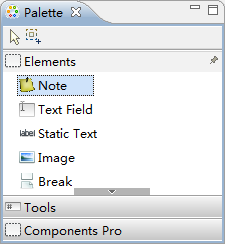 Palette
Elements
Note
Text Field
label Static Text
Image
Break
Tools
Components Pro